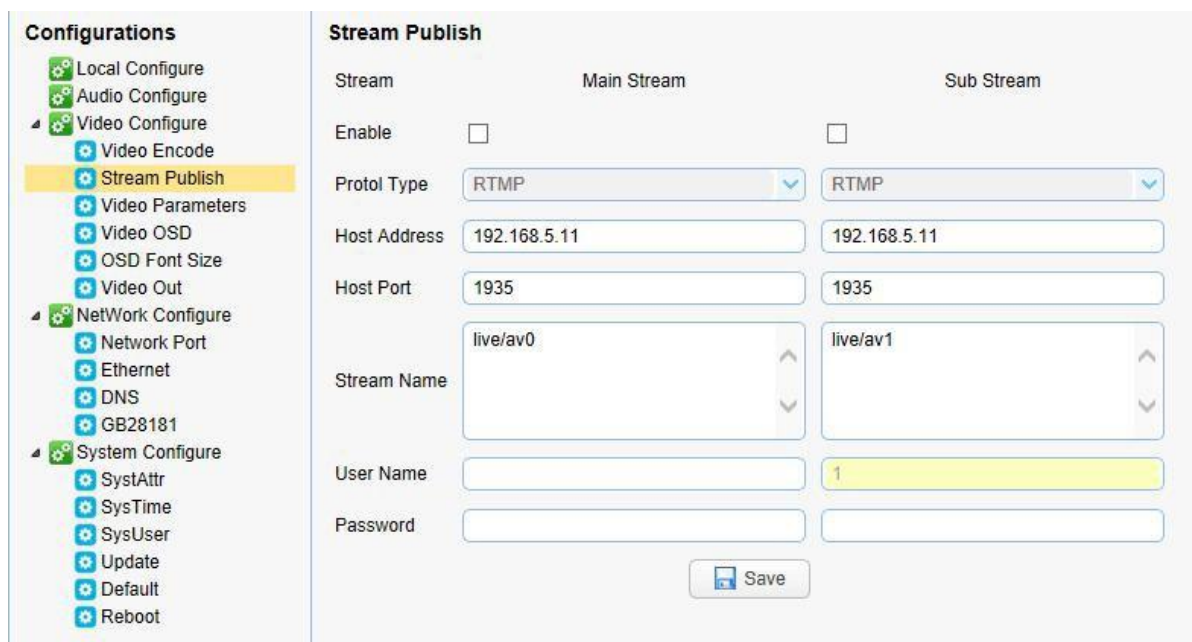 Configurations
Local Configure
Audio Configure
Video Configure
Video Encode
Stream Publish
Video Parameters
Video OSD
OSD Font Size
Video Out
NetWork Configure
Network Port
Ethernet
DNS
GB28181
System Configure
SystAttr
SysTime
SysUser
Update
Default
Reboot
Stream Publish
Stream Main Stream Sub Stream
Enable
Protol Type RTMP RTMP
Host Address 192.168.5.11 192.168.5.11
Host Port 1935 1935
Stream Name live/av0 live/av1
User Name 1
Password
Save